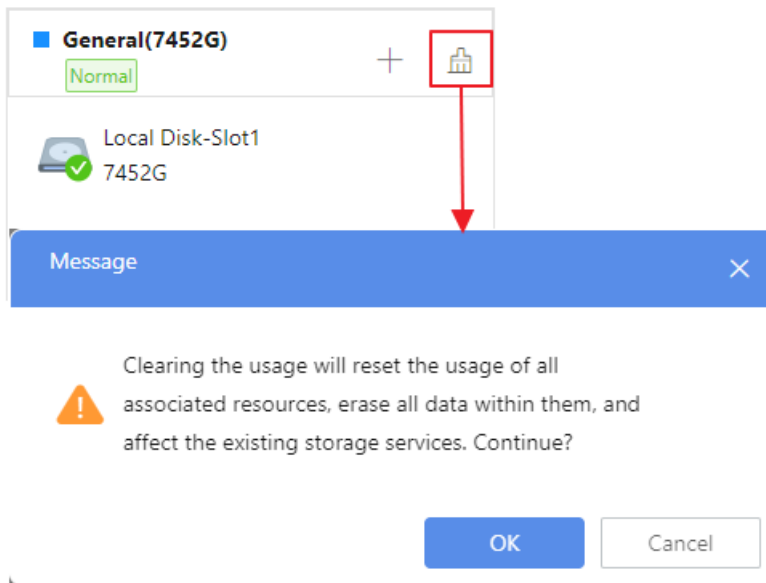 General(7452G)
Normal
Local Disk-Slot1
7452G
Message
Clearing the usage will reset the usage of all
associated resources, erase all data within them, and
affect the existing storage services. Continue?
OK
Cancel